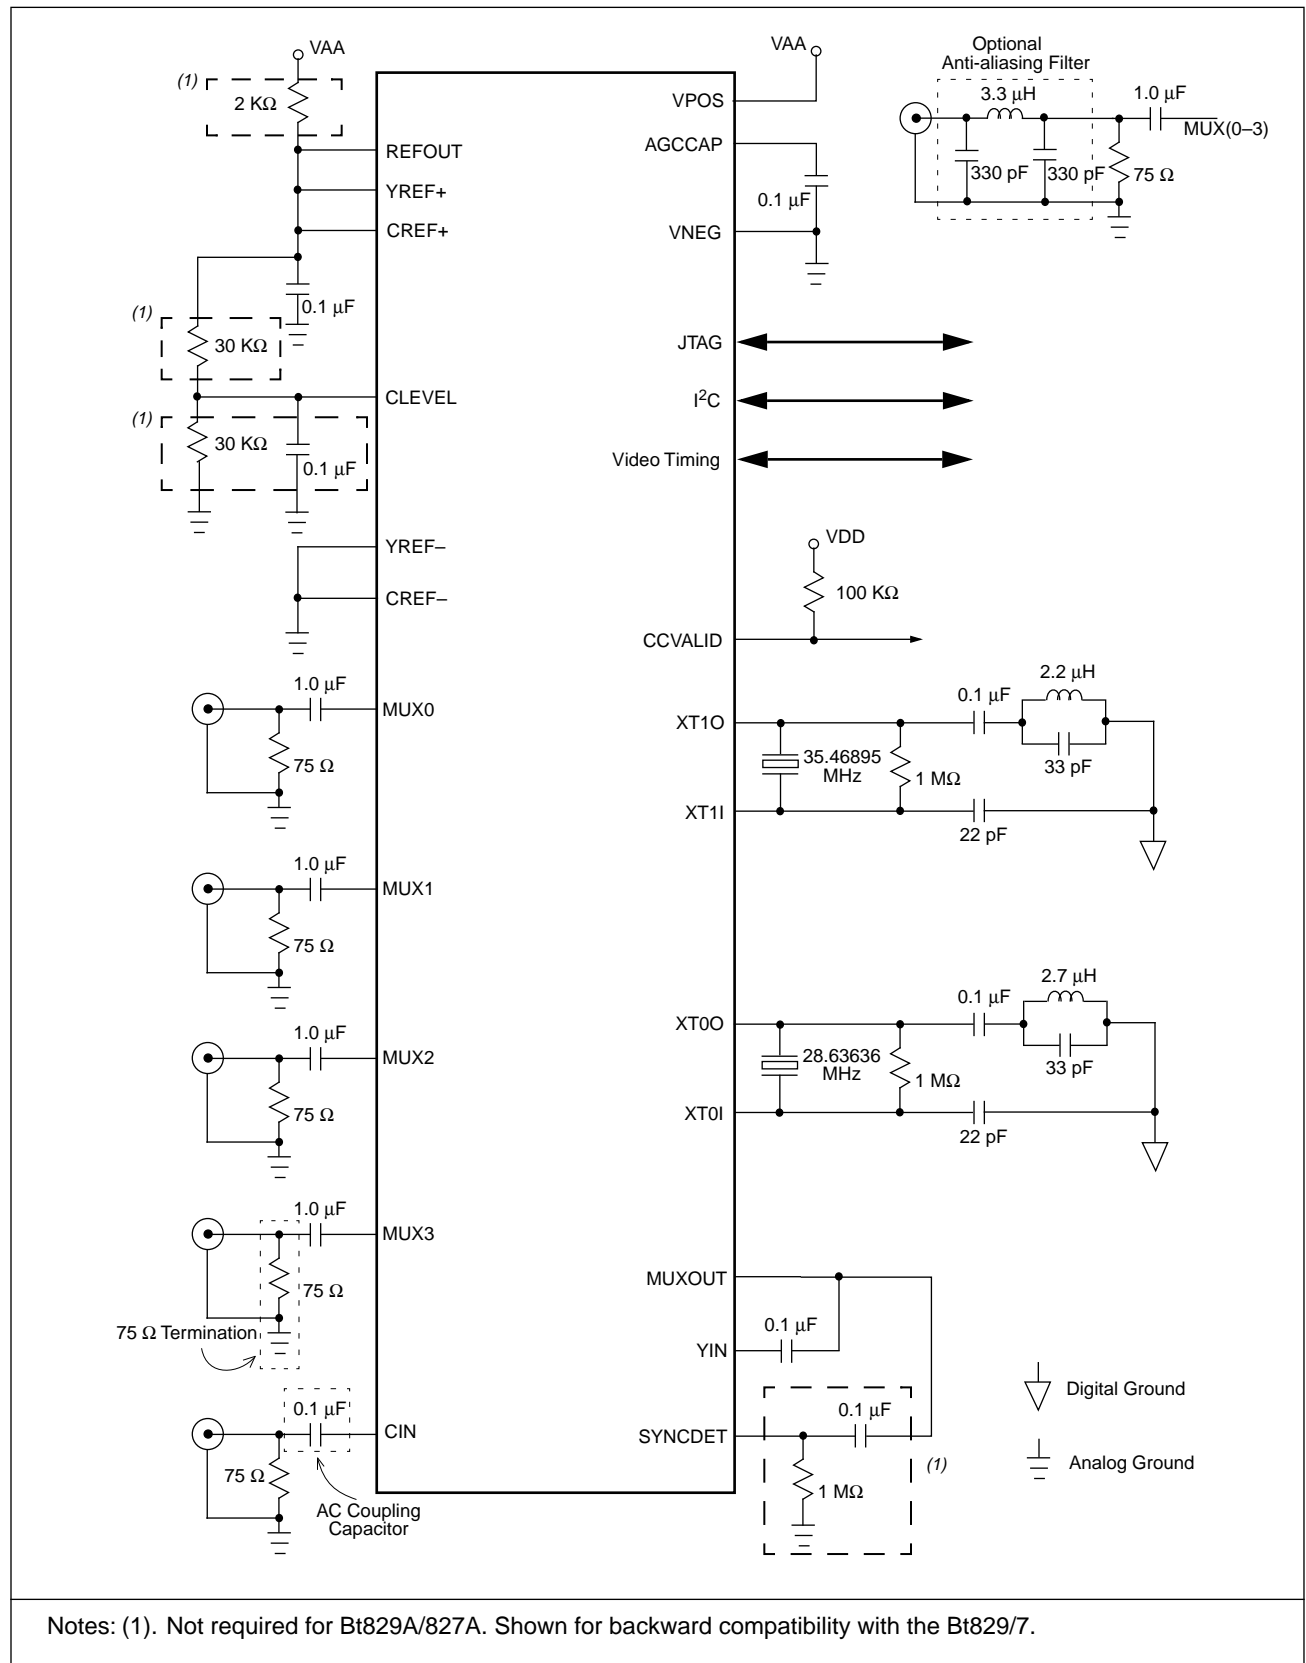 VAA
(1)
2 KΩ
REFOUT
YREF+
CREF+
0.1 µF
(1)
30 KΩ
CLEVEL
(1)
30 KΩ
0.1 µF
YREF–
CREF–
1.0 µF
MUX0
75 Ω
1.0 µF
MUX1
75 Ω
1.0 µF
MUX2
75 Ω
1.0 µF
MUX3
75 Ω
75 Ω Termination
0.1 µF
CIN
75 Ω
AC Coupling
Capacitor
VAA
VPOS
AGCCAP
0.1 µF
VNEG
Optional
Anti-aliasing Filter
3.3 µH
1.0 µF
MUX(0–3)
330 pF
330 pF
75 Ω
JTAG
I²C
Video Timing
VDD
100 KΩ
CCVALID
2.2 µH
0.1 µF
XT1O
33 pF
35.46895
MHz
1 MΩ
XT1I
22 pF
2.7 µH
0.1 µF
XT0O
33 pF
28.63636
MHz
1 MΩ
XT0I
22 pF
MUXOUT
0.1 µF
YIN
0.1 µF
SYNCDET
(1)
1 MΩ
Digital Ground
Analog Ground
Notes: (1). Not required for Bt829A/827A. Shown for backward compatibility with the Bt829/7.